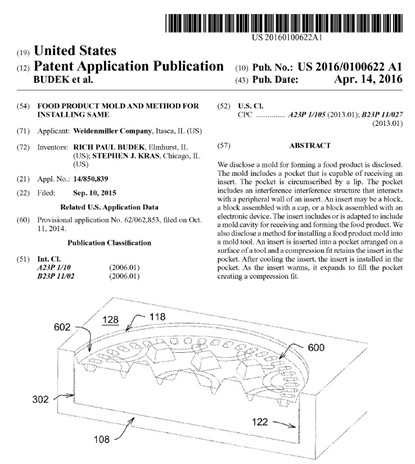 US 20160100622A1
(19) United States
(12) Patent Application Publication
BUDEK et al.
(10) Pub. No.: US 2016/0100622 A1
(43) Pub. Date: Apr. 14, 2016
(54) FOOD PRODUCT MOLD AND METHOD FOR
INSTALLING SAME
(71) Applicant: Weidenmiller Company, Itasca, IL (US)
(72) Inventors: RICH PAUL BUDEK, Elmhurst, IL
(US); STEPHEN J. KRAS, Chicago, IL
(US)
(21) Appl. No.: 14/850,839
(22) Filed: Sep. 10, 2015
Related U.S. Application Data
(60) Provisional application No. 62/062,853, filed on Oct.
11, 2014.
Publication Classification
(51) Int. Cl.
A23P 1/10 (2006.01)
B23P 11/02 (2006.01)
(52) U.S. Cl.
CPC .............. A23P 1/105 (2013.01); B23P 11/027
(2013.01)
(57) ABSTRACT
We disclose a mold for forming a food product is disclosed.
The mold includes a pocket that is capable of receiving an
insert. The pocket is circumscribed by a lip. The pocket
includes an interference interference structure that interacts
with a peripheral wall of an insert. An insert may be a block,
a block assembled with a cap, or a block assembled with an
electronic device. The insert includes or is adapted to include
a mold cavity for receiving and forming the food product. We
also disclose a method for installing a food product mold into
a mold tool. An insert is inserted into a pocket arranged on a
surface of a tool and a compression fit retains the insert in the
pocket. After cooling the insert, the insert is installed in the
pocket. As the insert warms, it expands to fill the pocket
creating a compression fit.
128
118
602
600
302
122
108